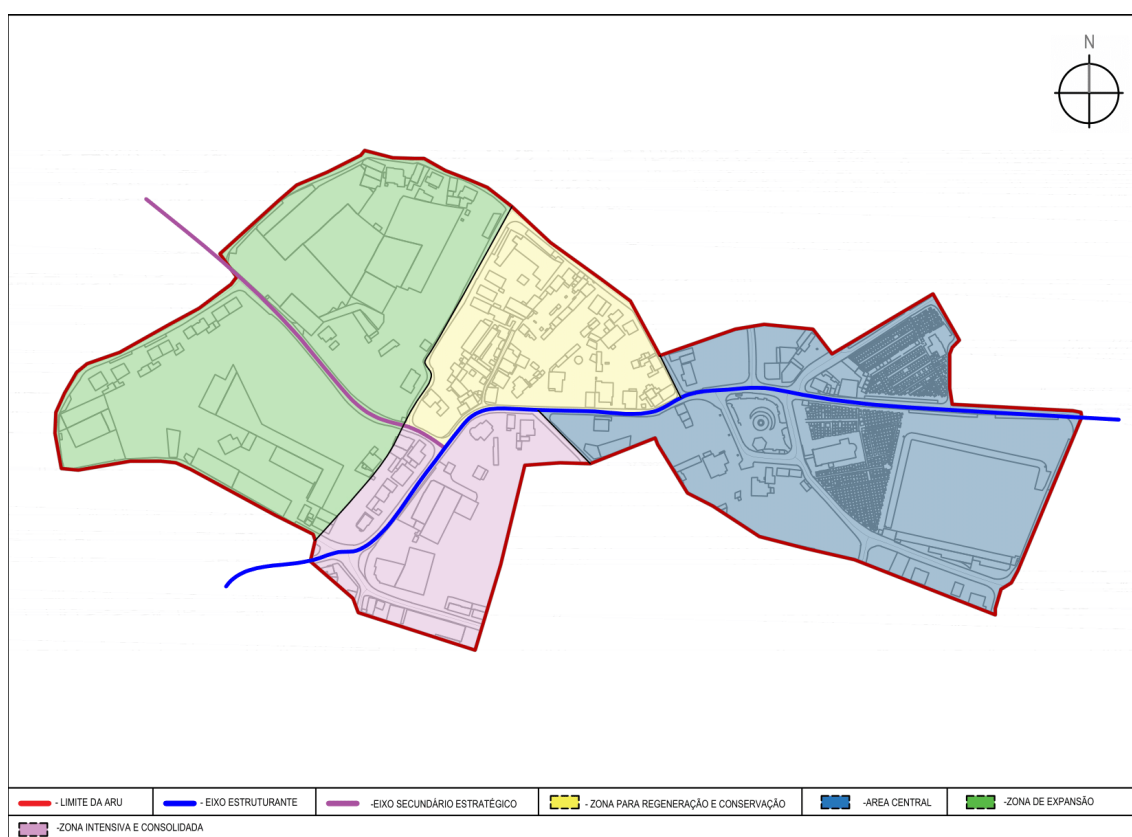 N
- LIMITE DA ARU
- EIXO ESTRUTURANTE
-EIXO SECUNDÁRIO ESTRATÉGICO
- ZONA PARA REGENERAÇÃO E CONSERVAÇÃO
-AREA CENTRAL
-ZONA DE EXPANSÃO
-ZONA INTENSIVA E CONSOLIDADA